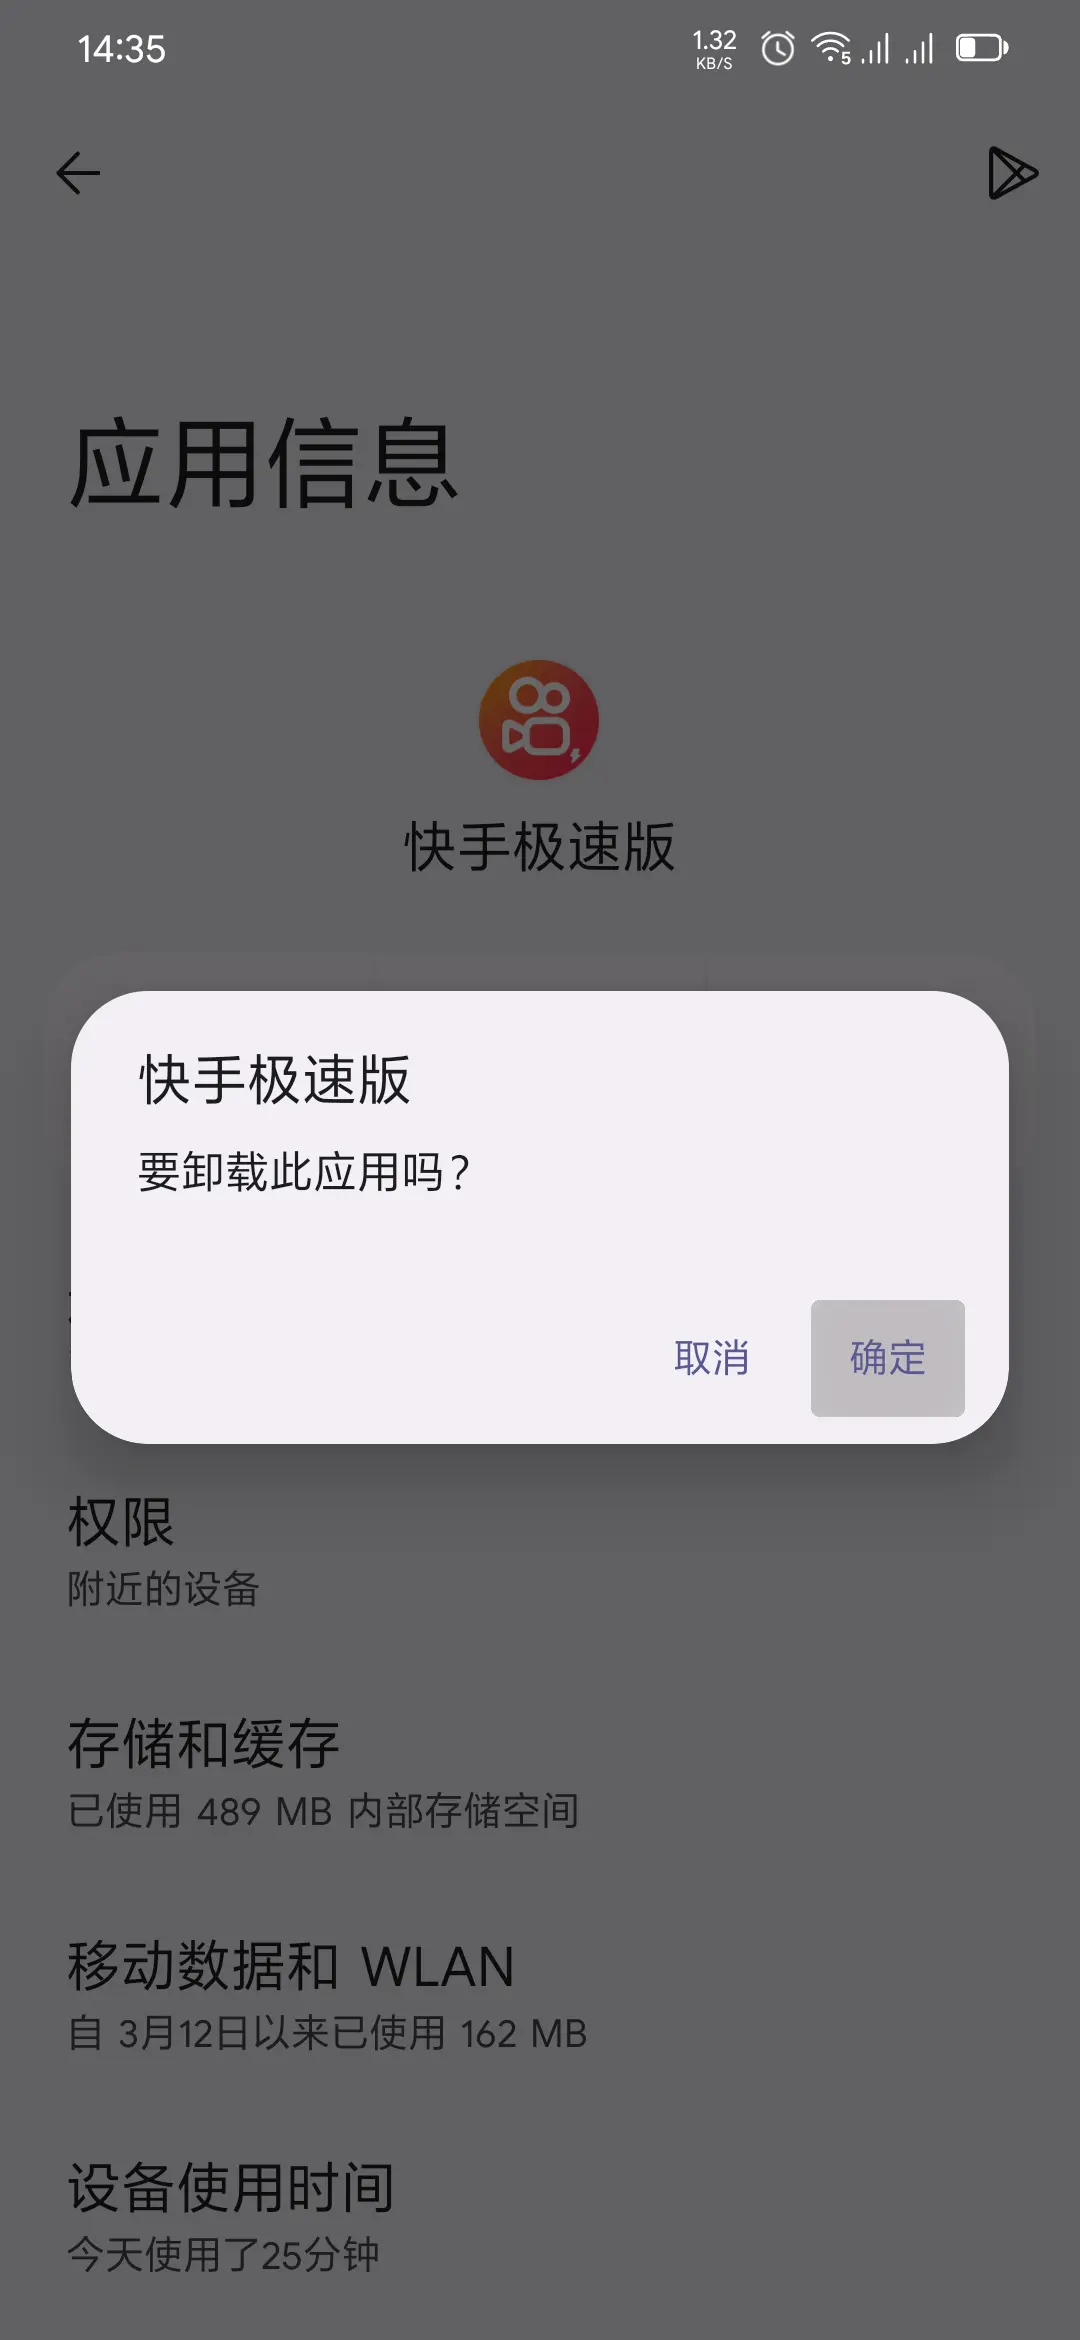 14:35
1.32
KB/S
5
应用信息
快手极速版
快手极速版
要卸载此应用吗?
取消
确定
权限
附近的设备
存储和缓存
已使用 489 MB 内部存储空间
移动数据和 WLAN
自 3月12日以来已使用 162 MB
设备使用时间
今天使用了25分钟